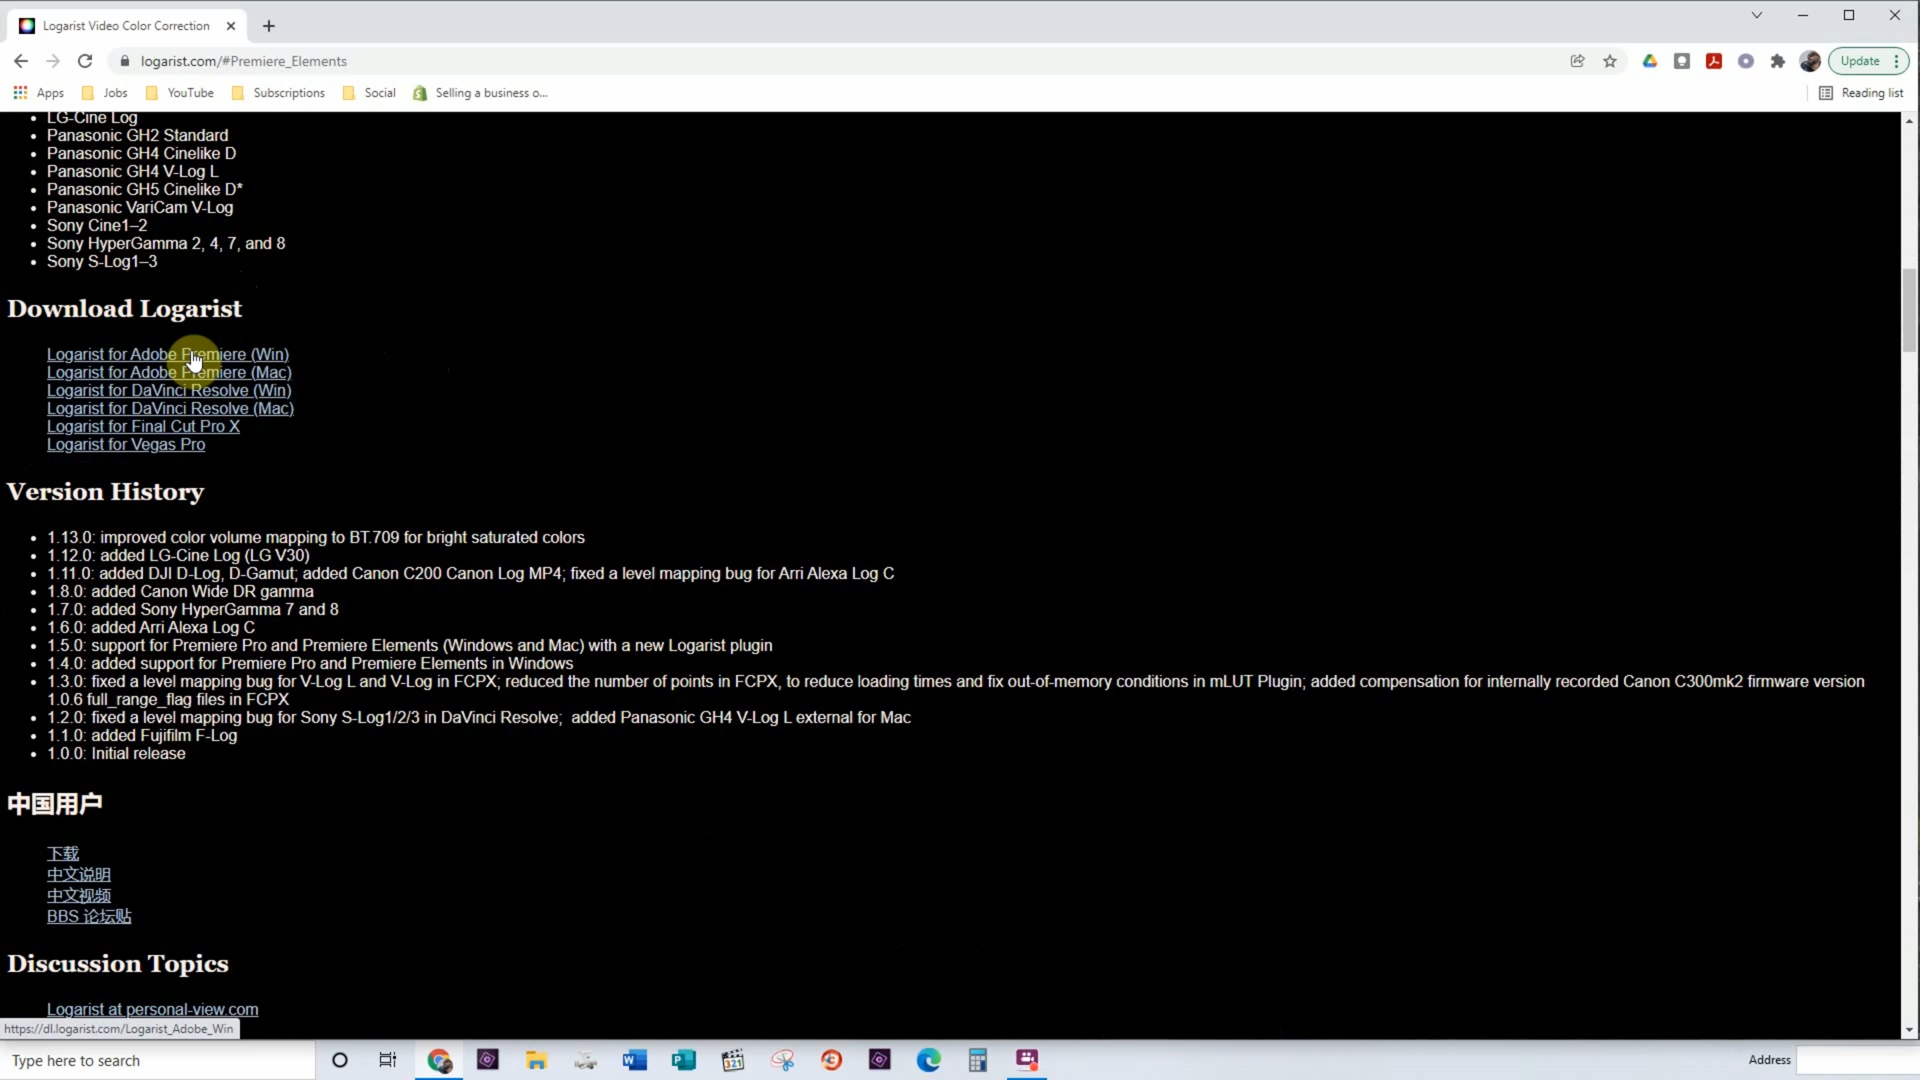 Logarist Video Color Correction
logarist.com/#Premiere_Elements
Update
Apps
Jobs
YouTube
Subscriptions
Social
Selling a business o...
Reading list
LG-Cine Log
Panasonic GH2 Standard
Panasonic GH4 Cinelike D
Panasonic GH4 V-Log L
Panasonic GH5 Cinelike D*
Panasonic VariCam V-Log
Sony Cine1–2
Sony HyperGamma 2, 4, 7, and 8
Sony S-Log1–3
Download Logarist
Logarist for Adobe Premiere (Win)
Logarist for Adobe Premiere (Mac)
Logarist for DaVinci Resolve (Win)
Logarist for DaVinci Resolve (Mac)
Logarist for Final Cut Pro X
Logarist for Vegas Pro
Version History
1.13.0: improved color volume mapping to BT.709 for bright saturated colors
1.12.0: added LG-Cine Log (LG V30)
1.11.0: added DJI D-Log, D-Gamut; added Canon C200 Canon Log MP4; fixed a level mapping bug for Arri Alexa Log C
1.8.0: added Canon Wide DR gamma
1.7.0: added Sony HyperGamma 7 and 8
1.6.0: added Arri Alexa Log C
1.5.0: support for Premiere Pro and Premiere Elements (Windows and Mac) with a new Logarist plugin
1.4.0: added support for Premiere Pro and Premiere Elements in Windows
1.3.0: fixed a level mapping bug for V-Log L and V-Log in FCPX; reduced the number of points in FCPX, to reduce loading times and fix out-of-memory conditions in mLUT Plugin; added compensation for internally recorded Canon C300mk2 firmware version
1.0.6 full_range_flag files in FCPX
1.2.0: fixed a level mapping bug for Sony S-Log1/2/3 in DaVinci Resolve; added Panasonic GH4 V-Log L external for Mac
1.1.0: added Fujifilm F-Log
1.0.0: Initial release
中国用户
下载
中文说明
中文视频
BBS 论坛贴
Discussion Topics
Logarist at personal-view.com
https://dl.logarist.com/Logarist_Adobe_Win
Type here to search
321
Address